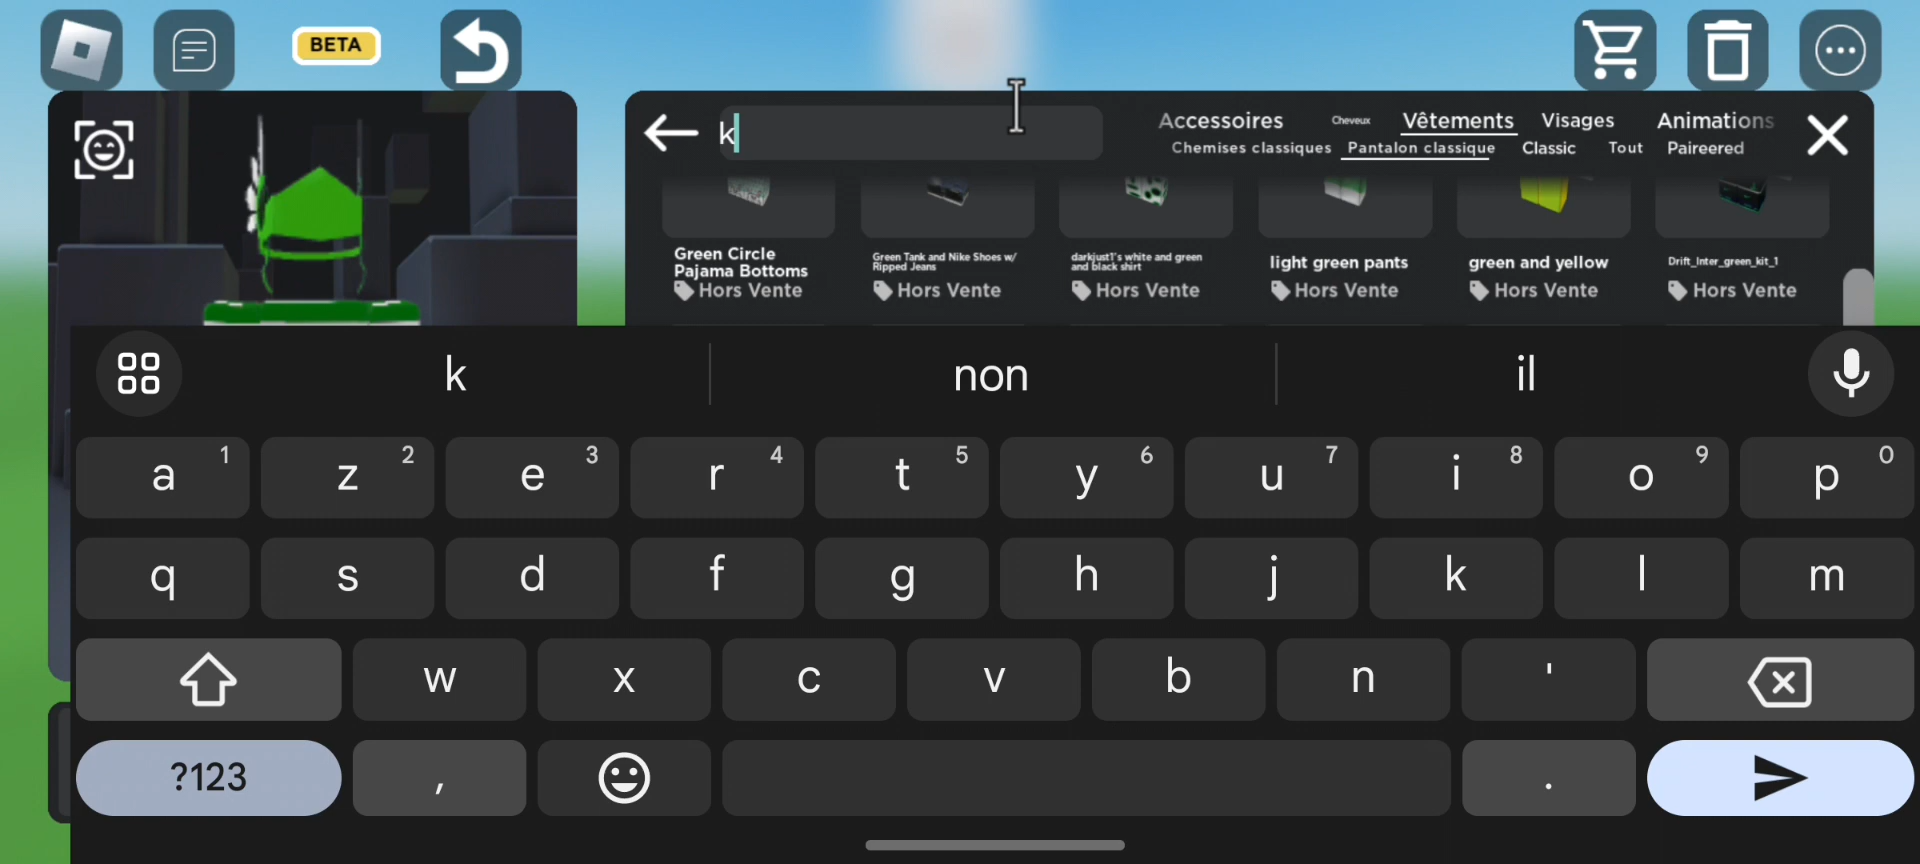 BETA
k
Accessoires Cheveux Vêtements Visages Animations
Chemises classiques Pantalon classique Classic Tout Paireered
Green Circle
Pajama Bottoms
Hors Vente
Green Tank and Nike Shoes w/
Ripped Jeans
Hors Vente
darkjust1's white and green
and black shirt
Hors Vente
light green pants
Hors Vente
green and yellow
Hors Vente
Drift_Inter_green_kit_1
Hors Vente
k non il
a 1 z 2 e 3 r 4 t 5 y 6 u 7 i 8 o 9 p 0
q s d f g h j k l m
w x c v b n '
?123 , .